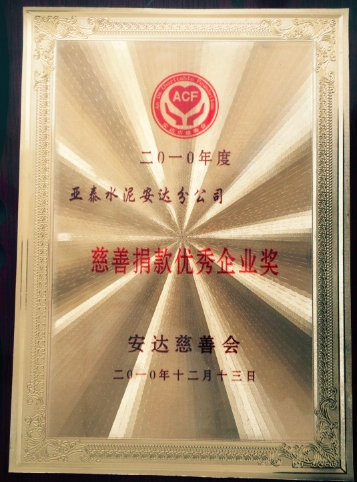 ACF
二〇一〇年度
亚泰水泥安达分公司
慈善捐款优秀企业奖
安达慈善会
二〇一〇年十二月十三日